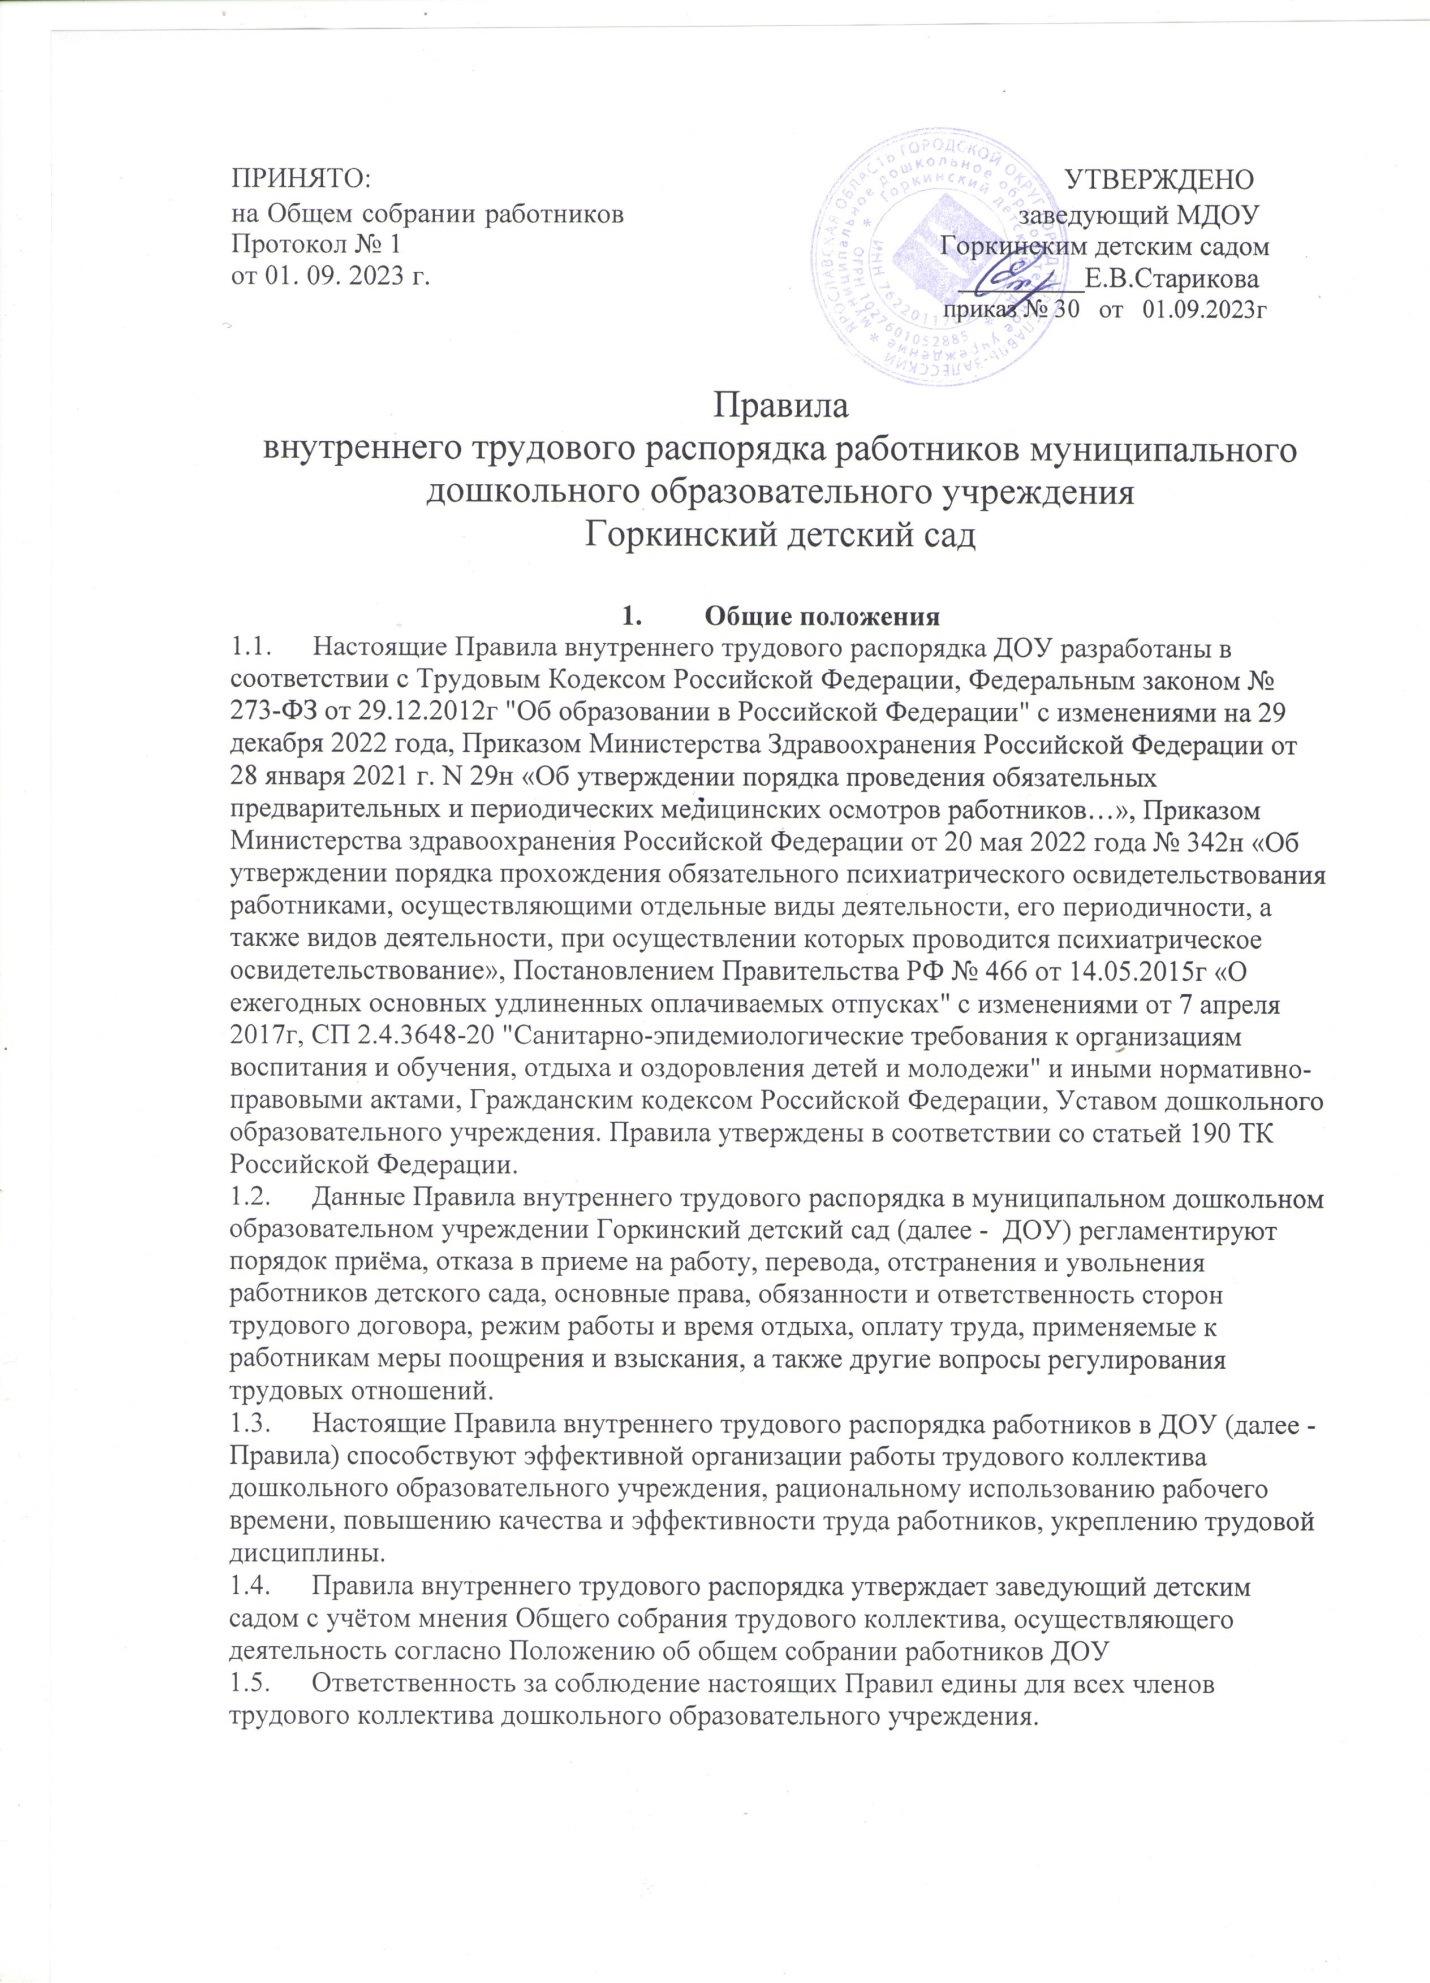 ПРИНЯТО: УТВЕРЖДЕНО
на Общем собрании работников заведующий МДОУ
Протокол № 1 Горкинским детским садом
от 01. 09. 2023 г. Е.В.Старикова
приказ № 30 от 01.09.2023г
Правила
внутреннего трудового распорядка работников муниципального
дошкольного образовательного учреждения
Горкинский детский сад
1. Общие положения
1.1. Настоящие Правила внутреннего трудового распорядка ДОУ разработаны в
соответствии с Трудовым Кодексом Российской Федерации, Федеральным законом №
273-ФЗ от 29.12.2012г "Об образовании в Российской Федерации" с изменениями на 29
декабря 2022 года, Приказом Министерства Здравоохранения Российской Федерации от
28 января 2021 г. N 29н «Об утверждении порядка проведения обязательных
предварительных и периодических медицинских осмотров работников…», Приказом
Министерства здравоохранения Российской Федерации от 20 мая 2022 года № 342н «Об
утверждении порядка прохождения обязательного психиатрического освидетельствования
работниками, осуществляющими отдельные виды деятельности, его периодичности, а
также видов деятельности, при осуществлении которых проводится психиатрическое
освидетельствование», Постановлением Правительства РФ № 466 от 14.05.2015г «О
ежегодных основных удлиненных оплачиваемых отпусках" с изменениями от 7 апреля
2017г, СП 2.4.3648-20 "Санитарно-эпидемиологические требования к организациям
воспитания и обучения, отдыха и оздоровления детей и молодежи" и иными нормативно-
правовыми актами, Гражданским кодексом Российской Федерации, Уставом дошкольного
образовательного учреждения. Правила утверждены в соответствии со статьей 190 ТК
Российской Федерации.
1.2. Данные Правила внутреннего трудового распорядка в муниципальном дошкольном
образовательном учреждении Горкинский детский сад (далее - ДОУ) регламентируют
порядок приёма, отказа в приеме на работу, перевода, отстранения и увольнения
работников детского сада, основные права, обязанности и ответственность сторон
трудового договора, режим работы и время отдыха, оплату труда, применяемые к
работникам меры поощрения и взыскания, а также другие вопросы регулирования
трудовых отношений.
1.3. Настоящие Правила внутреннего трудового распорядка работников в ДОУ (далее -
Правила) способствуют эффективной организации работы трудового коллектива
дошкольного образовательного учреждения, рациональному использованию рабочего
времени, повышению качества и эффективности труда работников, укреплению трудовой
дисциплины.
1.4. Правила внутреннего трудового распорядка утверждает заведующий детским
садом с учётом мнения Общего собрания трудового коллектива, осуществляющего
деятельность согласно Положению об общем собрании работников ДОУ
1.5. Ответственность за соблюдение настоящих Правил едины для всех членов
трудового коллектива дошкольного образовательного учреждения.